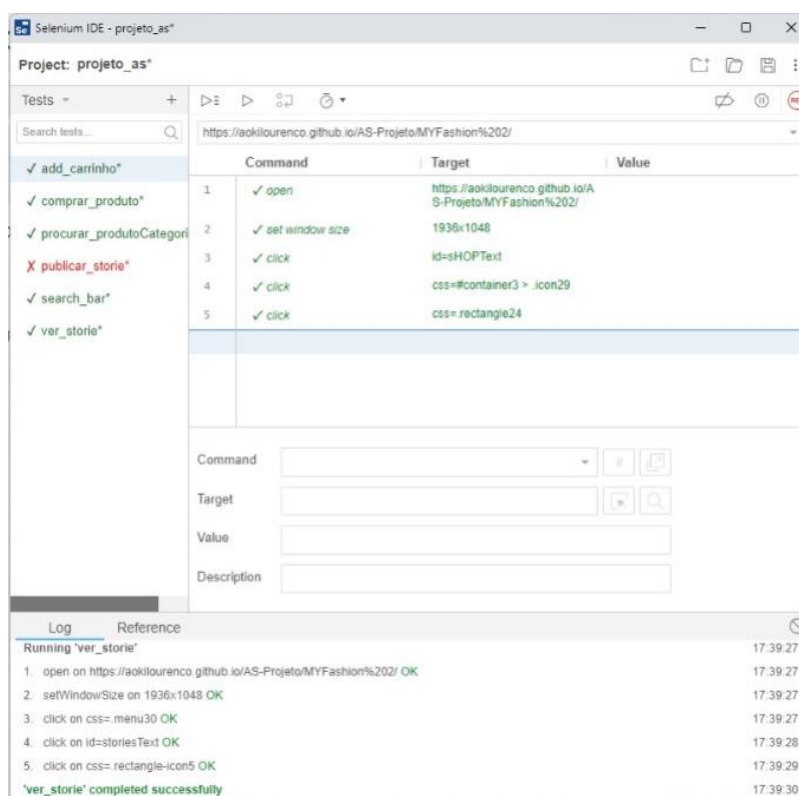 Selenium IDE - projeto_as*
Project: projeto_as*
Tests
Search tests...
https://aokilourenco.github.io/AS-Projeto/MYFashion%202/
✓ add_carrinho*
✓ comprar_produto*
✓ procurar_produtoCategori
✗ publicar_storie*
✓ search_bar*
✓ ver_storie*
Command Target Value
1 ✓ open https://aokilourenco.github.io/A
S-Projeto/MYFashion%202/
2 ✓ set window size 1936x1048
3 ✓ click id=sHOPText
4 ✓ click css=#container3 > .icon29
5 ✓ click css=.rectangle24
Command
//
Target
Value
Description
Log Reference
Running 'ver_storie' 17:39:27
1. open on https://aokilourenco.github.io/AS-Projeto/MYFashion%202/ OK 17:39:27
2. setWindowSize on 1936x1048 OK 17:39:27
3. click on css=.menu30 OK 17:39:27
4. click on id=storiesText OK 17:39:28
5. click on css=.rectangle-icon5 OK 17:39:29
'ver_storie' completed successfully 17:39:30